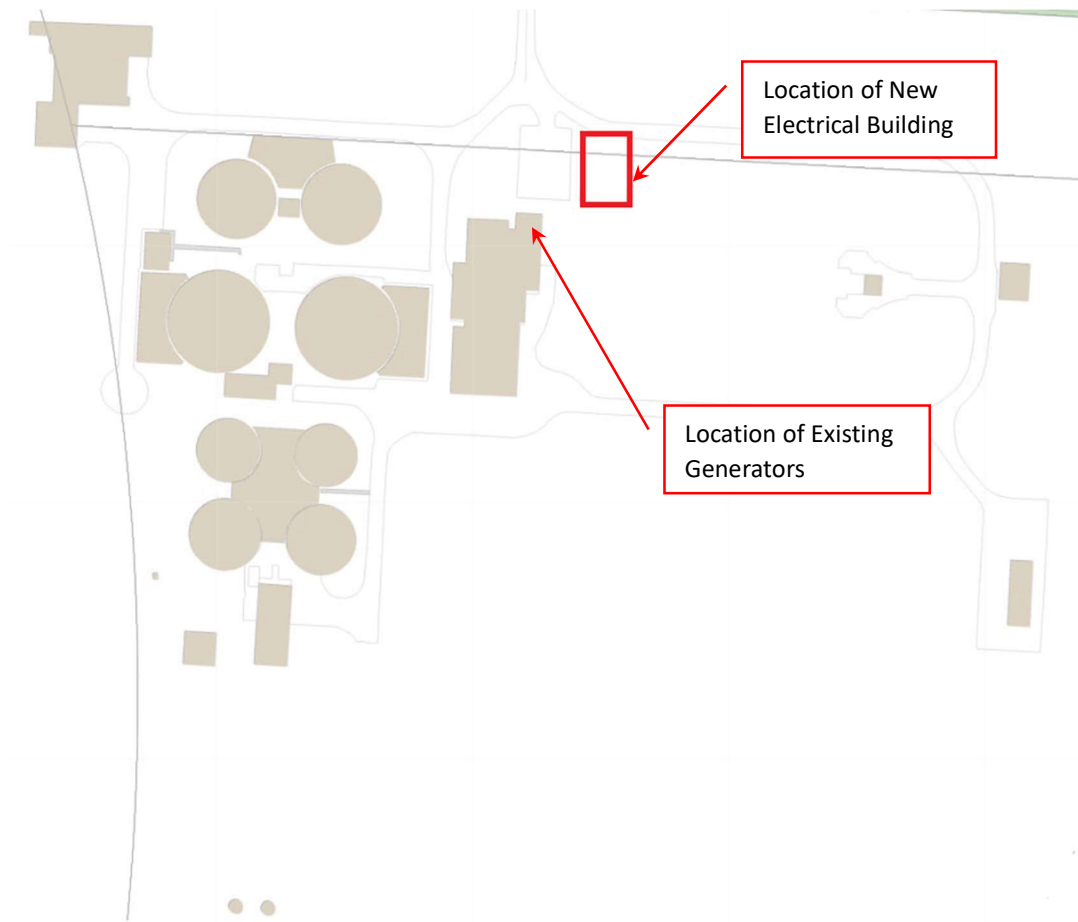 Location of New
Electrical Building
Location of Existing
Generators